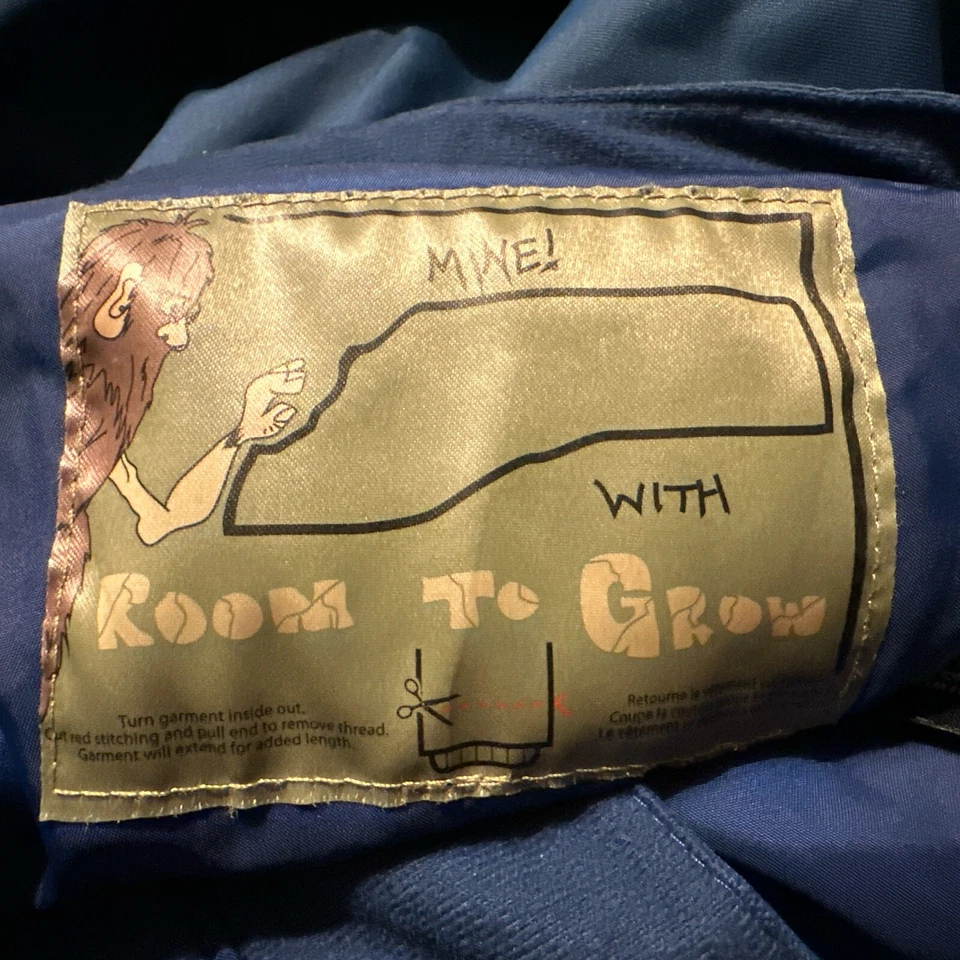 MINE!
WITH
ROOM TO GROW
Turn garment inside out.
Cut red stitching and pull end to remove thread.
Garment will extend for added length.
Retourne le vêtement
Coupe le
Le vêtement